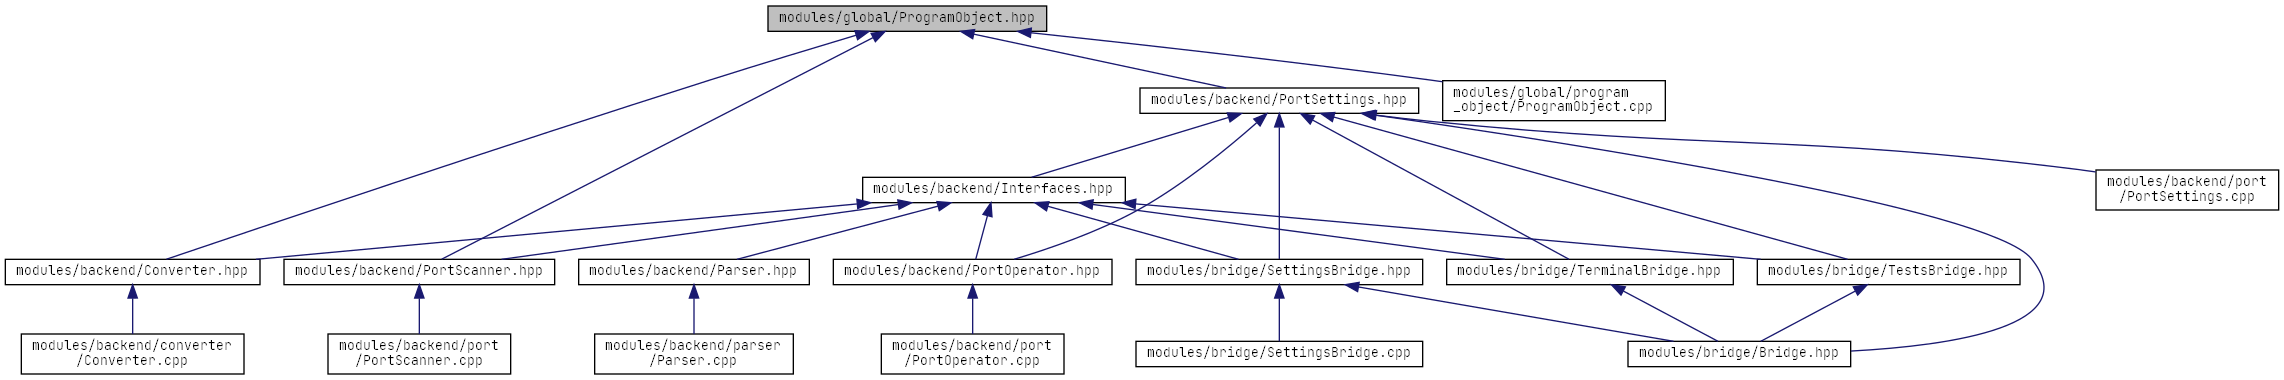 modules/global/ProgramObject.hpp
modules/backend/PortSettings.hpp
modules/global/program
_object/ProgramObject.cpp
modules/backend/Interfaces.hpp
modules/backend/port
/PortSettings.cpp
modules/backend/Converter.hpp
modules/backend/PortScanner.hpp
modules/backend/Parser.hpp
modules/backend/PortOperator.hpp
modules/bridge/SettingsBridge.hpp
modules/bridge/TerminalBridge.hpp
modules/bridge/TestsBridge.hpp
modules/backend/converter
/Converter.cpp
modules/backend/port
/PortScanner.cpp
modules/backend/parser
/Parser.cpp
modules/backend/port
/PortOperator.cpp
modules/bridge/SettingsBridge.cpp
modules/bridge/Bridge.hpp